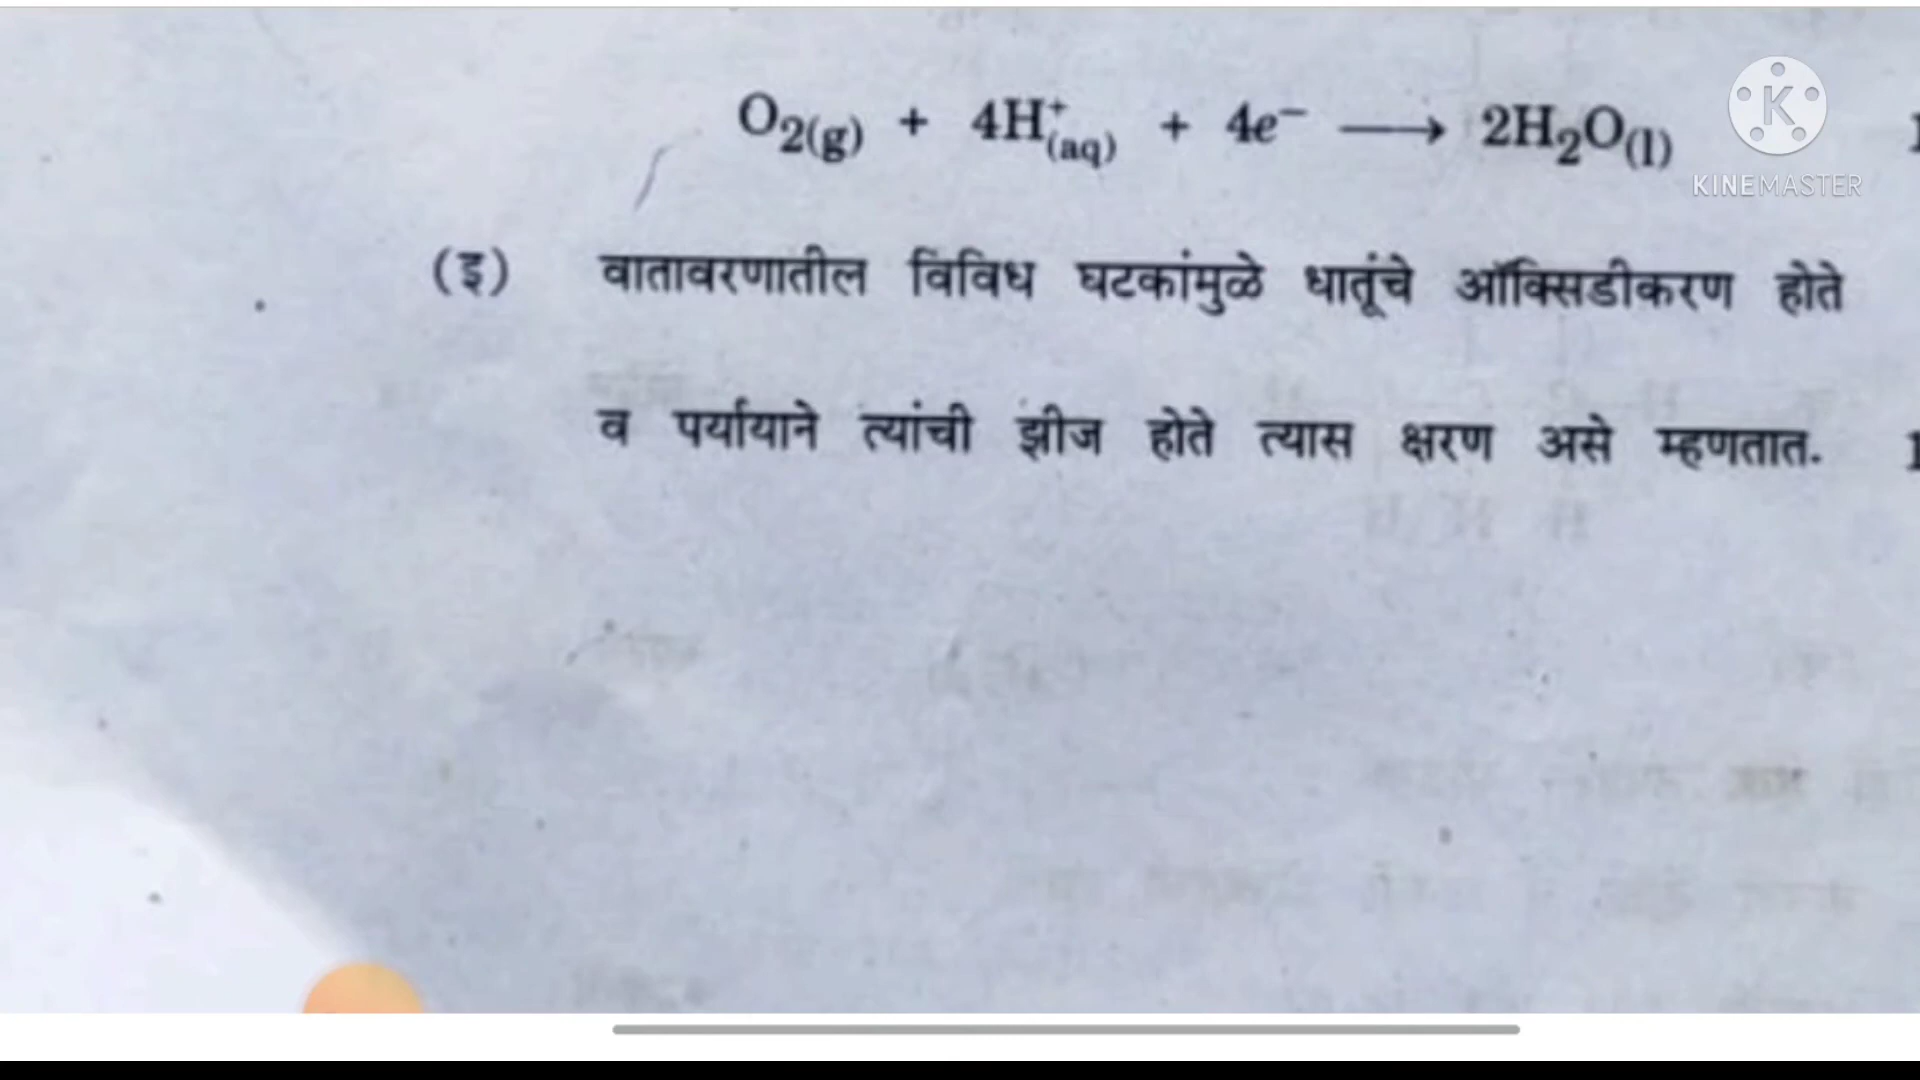 O₂(g) + 4H⁺(aq) + 4e⁻ ⟶ 2H₂O(l)
KINEMASTER
(इ) वातावरणातील विविध घटकांमुळे धातूंचे ऑक्सिडीकरण होते
व पर्यायाने त्यांची झीज होते त्यास क्षरण असे म्हणतात.